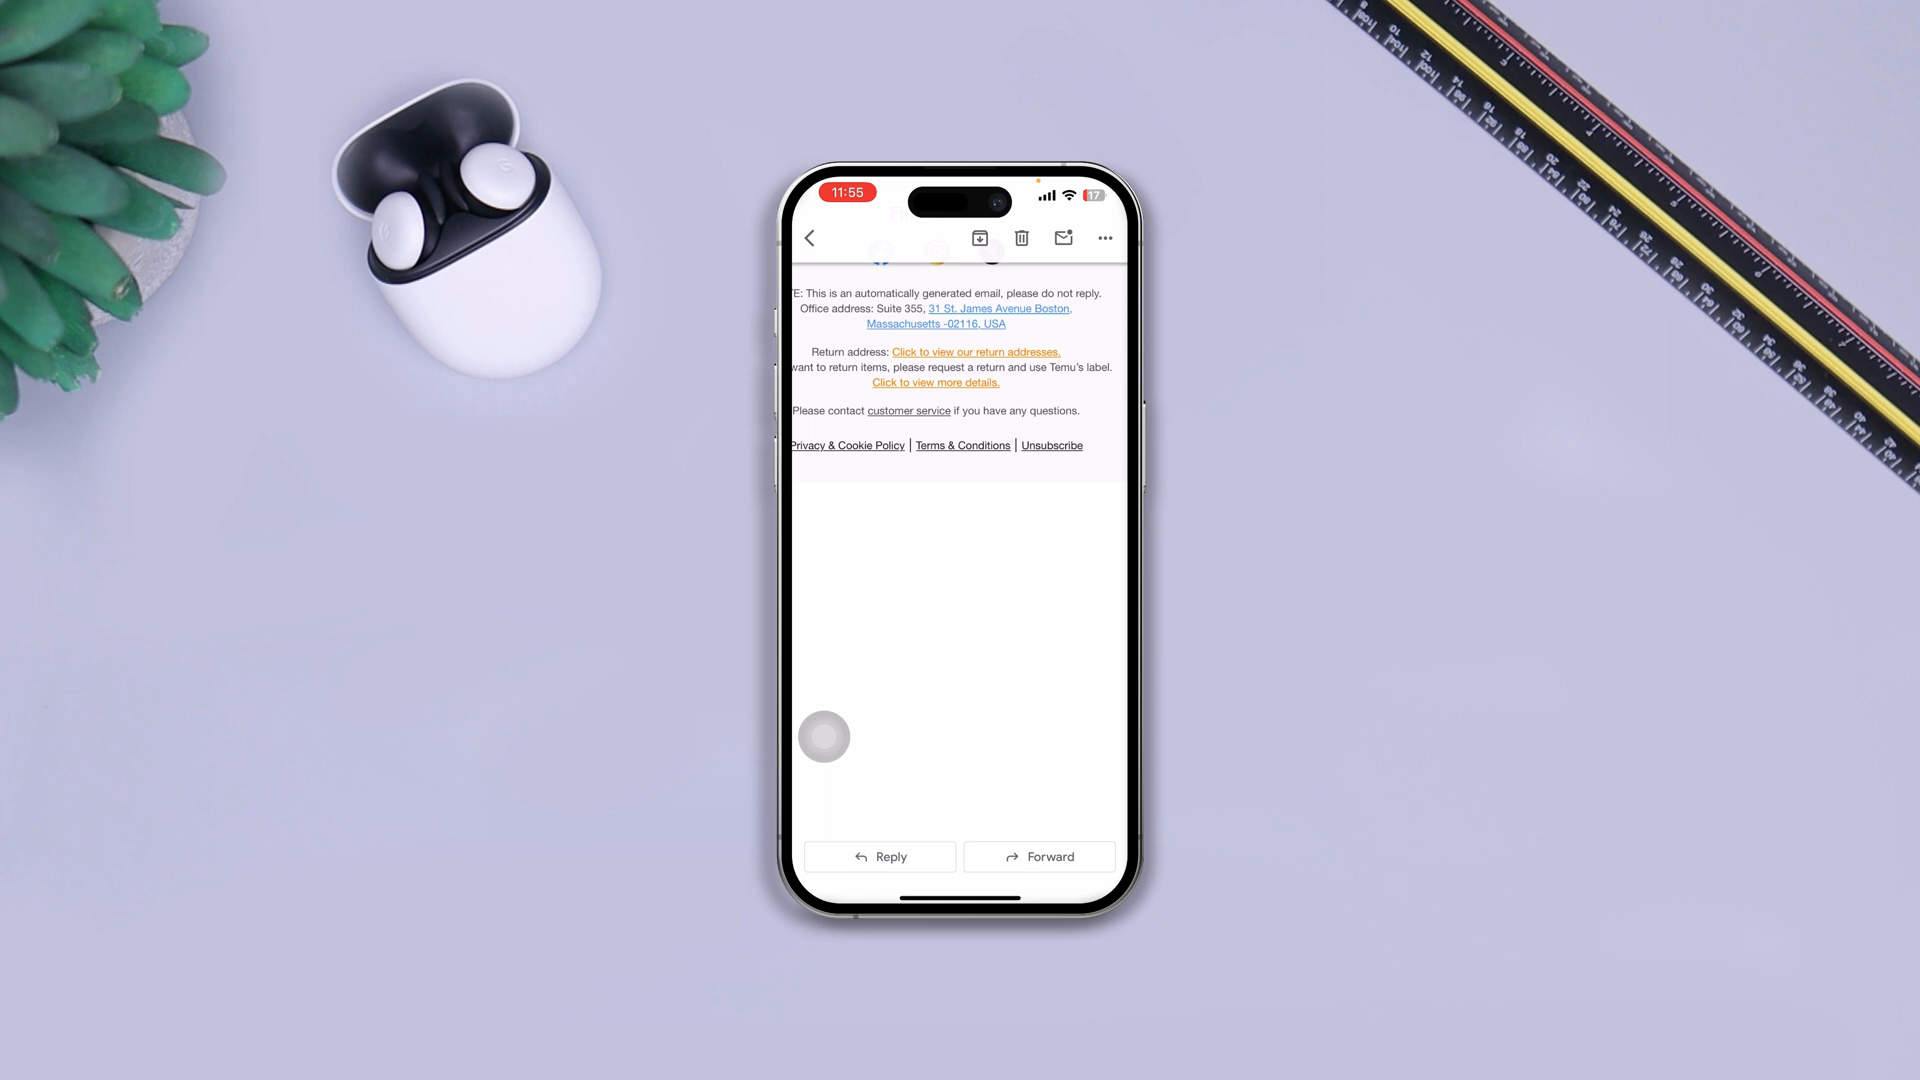 11:55
17
E: This is an automatically generated email, please do not reply.
Office address: Suite 355, 31 St. James Avenue Boston,
Massachusetts -02116, USA
Return address: Click to view our return addresses.
want to return items, please request a return and use Temu's label.
Click to view more details.
Please contact customer service if you have any questions.
Privacy & Cookie Policy | Terms & Conditions | Unsubscribe
Reply
Forward